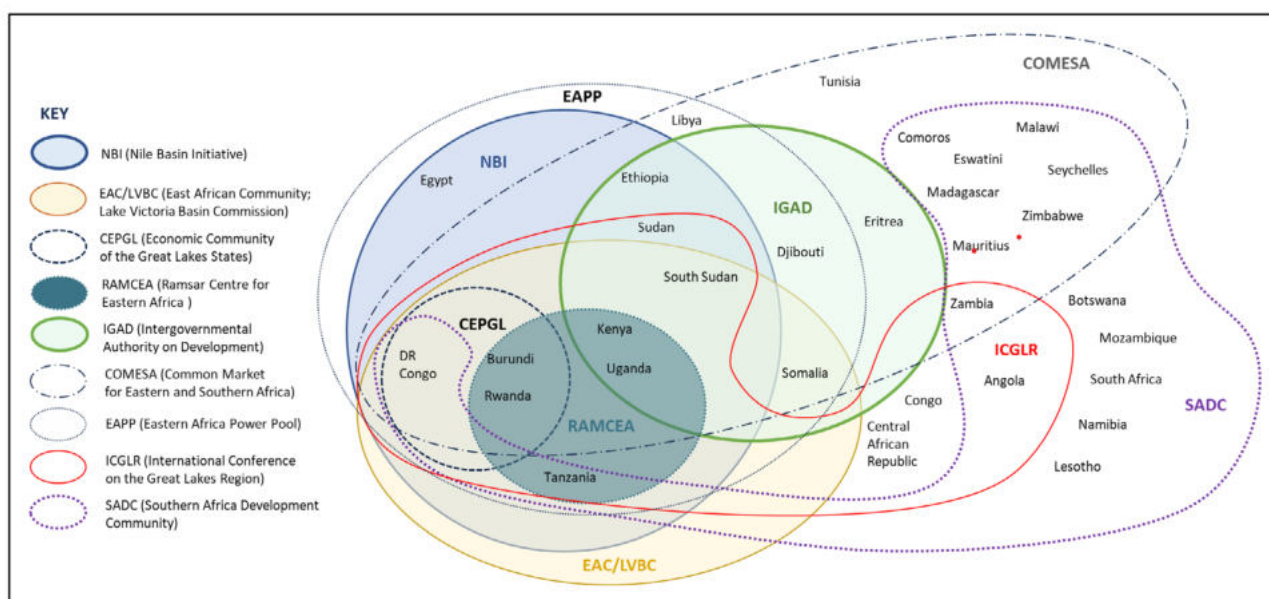 KEY
NBI (Nile Basin Initiative)
EAC/LVBC (East African Community;
Lake Victoria Basin Commission)
CEPGL (Economic Community
of the Great Lakes States)
RAMCEA (Ramsar Centre for
Eastern Africa )
IGAD (Intergovernmental
Authority on Development)
COMESA (Common Market
for Eastern and Southern Africa)
EAPP (Eastern Africa Power Pool)
ICGLR (International Conference
on the Great Lakes Region)
SADC (Southern Africa Development
Community)
COMESA
Tunisia
EAPP
Libya
Comoros
Malawi
NBI
Eswatini
Seychelles
Egypt
Ethiopia
Madagascar
IGAD
Eritrea
Zimbabwe
Sudan
Mauritius
Djibouti
South Sudan
Zambia
Botswana
Kenya
Mozambique
CEPGL
ICGLR
DR
Congo
Burundi
Uganda
Somalia
Angola
South Africa
Rwanda
Congo
SADC
RAMCEA
Central
African
Republic
Namibia
Lesotho
Tanzania
EAC/LVBC